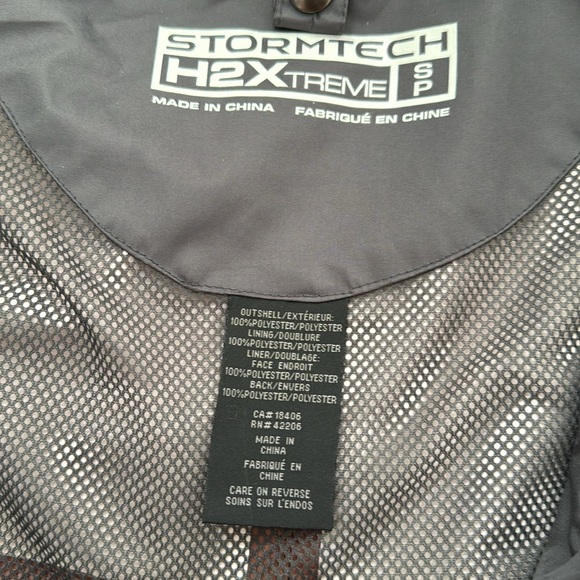 STORMTECH
H2XTREME
S
P
MADE IN CHINA FABRIQUÉ EN CHINE
OUTSHELL/EXTÉRIEUR:
100%POLYESTER/POLYESTER
LINING/DOUBLURE
100%POLYESTER/POLYESTER
LINER/DOUBLAGE:
FACE ENDROIT
100%POLYESTER/POLYESTER
BACK/ENVERS
100%POLYESTER/POLYESTER
CA# 18406
RN# 42206
MADE IN
CHINA
FABRIQUÉ EN
CHINE
CARE ON REVERSE
SOINS SUR L'ENDOS